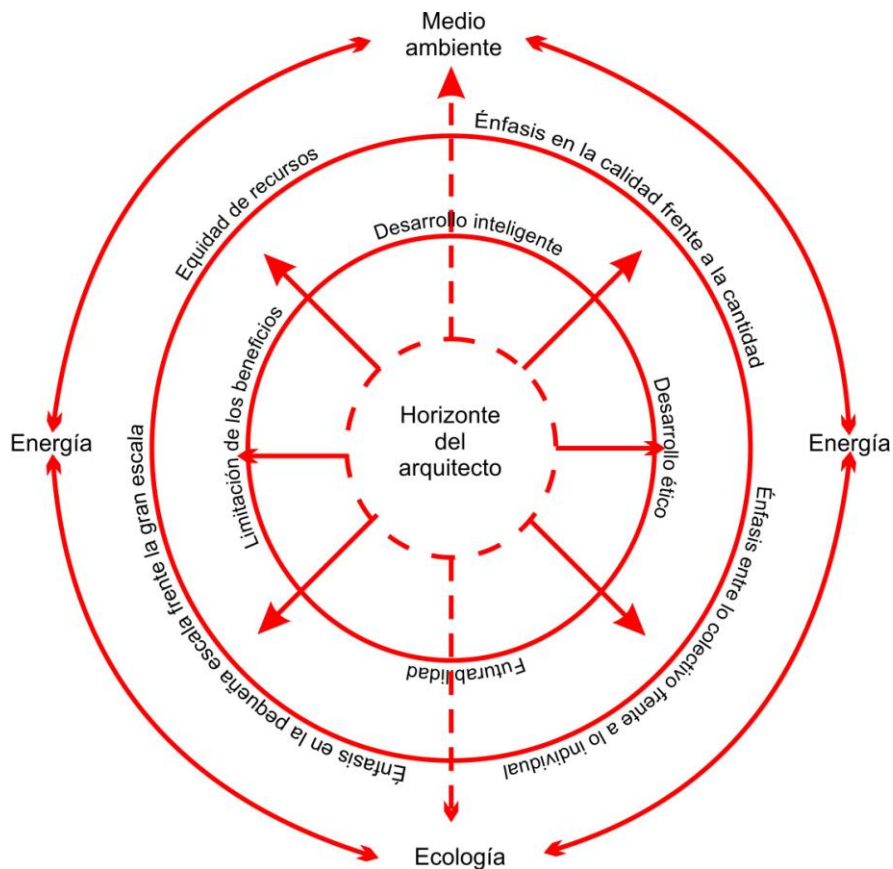 Medio
ambiente
Énfasis en la calidad frente a la cantidad
Equidad de recursos
Desarrollo inteligente
Limitación de los beneficios
Horizonte
del
arquitecto
Desarrollo ético
Energía
Energía
Énfasis en la pequeña escala frente la gran escala
Énfasis entre lo colectivo frente a lo individual
Futurabilidad
Ecología